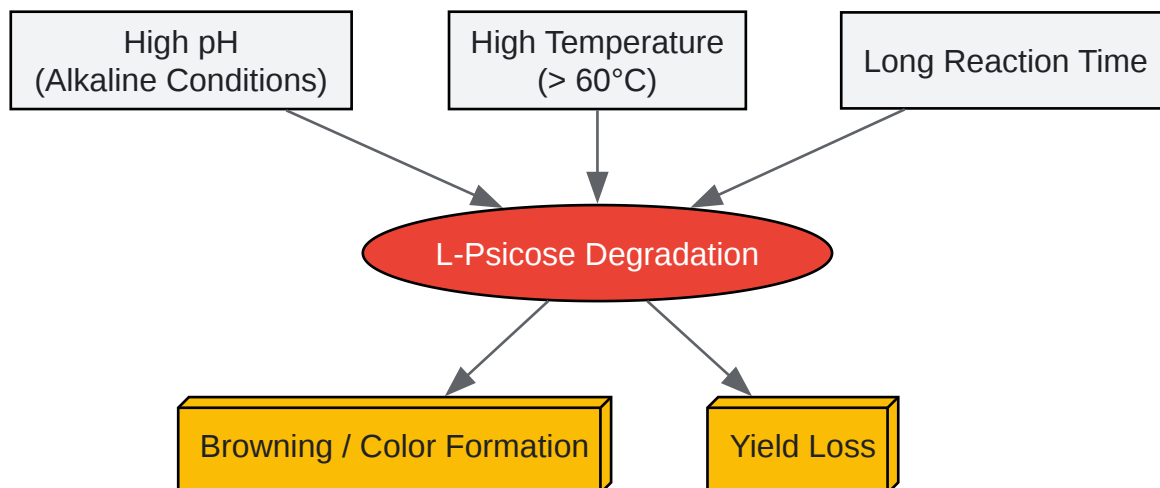 High pH
(Alkaline Conditions)
High Temperature
(> 60°C)
Long Reaction Time
L-Psicose Degradation
Browning / Color Formation
Yield Loss